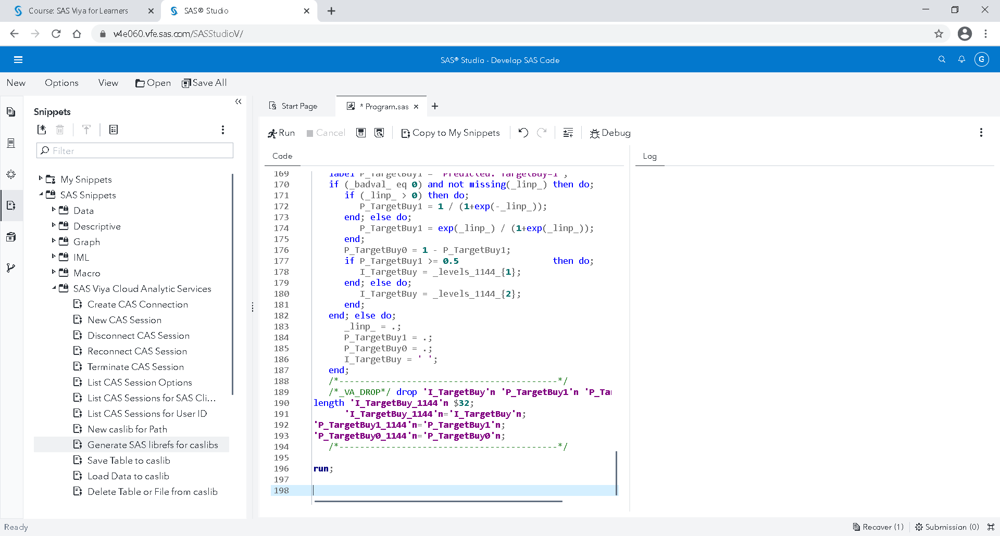 Course: SAS Viya for Learners
SAS® Studio
v4e060.vfe.sas.com/SASStudioV/
SAS® Studio - Develop SAS Code
G
New Options View Open Save All
Snippets
Filter
My Snippets
SAS Snippets
Data
Descriptive
Graph
IML
Macro
SAS Viya Cloud Analytic Services
Create CAS Connection
New CAS Session
Disconnect CAS Session
Reconnect CAS Session
Terminate CAS Session
List CAS Session Options
List CAS Sessions for SAS Cli...
List CAS Sessions for User ID
New caslib for Path
Generate SAS librefs for caslibs
Save Table to caslib
Load Data to caslib
Delete Table or File from caslib
Start Page
* Program.sas
Run Cancel Copy to My Snippets Debug
Code
169 label P_TargetBuy1 = 'Predicted: TargetBuy=1';
170 if (_badval_ eq 0) and not missing(_linp_) then do;
171 if (_linp_ > 0) then do;
172 P_TargetBuy1 = 1 / (1+exp(-_linp_));
173 end; else do;
174 P_TargetBuy1 = exp(_linp_) / (1+exp(_linp_));
175 end;
176 P_TargetBuy0 = 1 - P_TargetBuy1;
177 if P_TargetBuy1 >= 0.5 then do;
178 I_TargetBuy = _levels_1144_{1};
179 end; else do;
180 I_TargetBuy = _levels_1144_{2};
181 end;
182 end; else do;
183 _linp_ = .;
184 P_TargetBuy1 = .;
185 P_TargetBuy0 = .;
186 I_TargetBuy = ' ';
187 end;
188 /*------------------------------------------*/
189 /*_VA_DROP*/ drop 'I_TargetBuy'n 'P_TargetBuy1'n 'P_Ta
190 length 'I_TargetBuy_1144'n $32;
191 'I_TargetBuy_1144'n='I_TargetBuy'n;
192 'P_TargetBuy1_1144'n='P_TargetBuy1'n;
193 'P_TargetBuy0_1144'n='P_TargetBuy0'n;
194 /*------------------------------------------*/
195
196 run;
197
198
Log
Ready
Recover (1)
Submission (0)